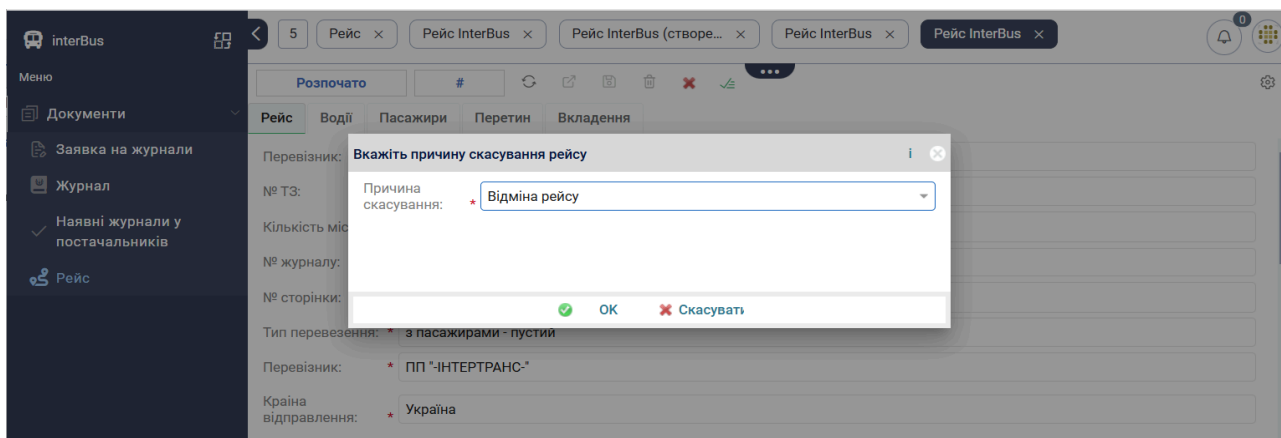 interBus
5
Рейс ×
Рейс InterBus ×
Рейс InterBus (створе... ×
Рейс InterBus ×
Рейс InterBus ×
0
Меню
Розпочато
#
Документи
Рейс Водії Пасажири Перетин Вкладення
Заявка на журнали
Перевізник:
Вкажіть причину скасування рейсу
i
Журнал
№ ТЗ:
Причина
скасування:
*
Відміна рейсу
Наявні журнали у
постачальників
Кількість міс
№ журналу:
Рейс
№ сторінки:
ОК
Скасувати
Тип перевезення: * з пасажирами - пустий
Перевізник: * ПП "-ІНТЕРТРАНС-"
Країна
відправлення: * Україна